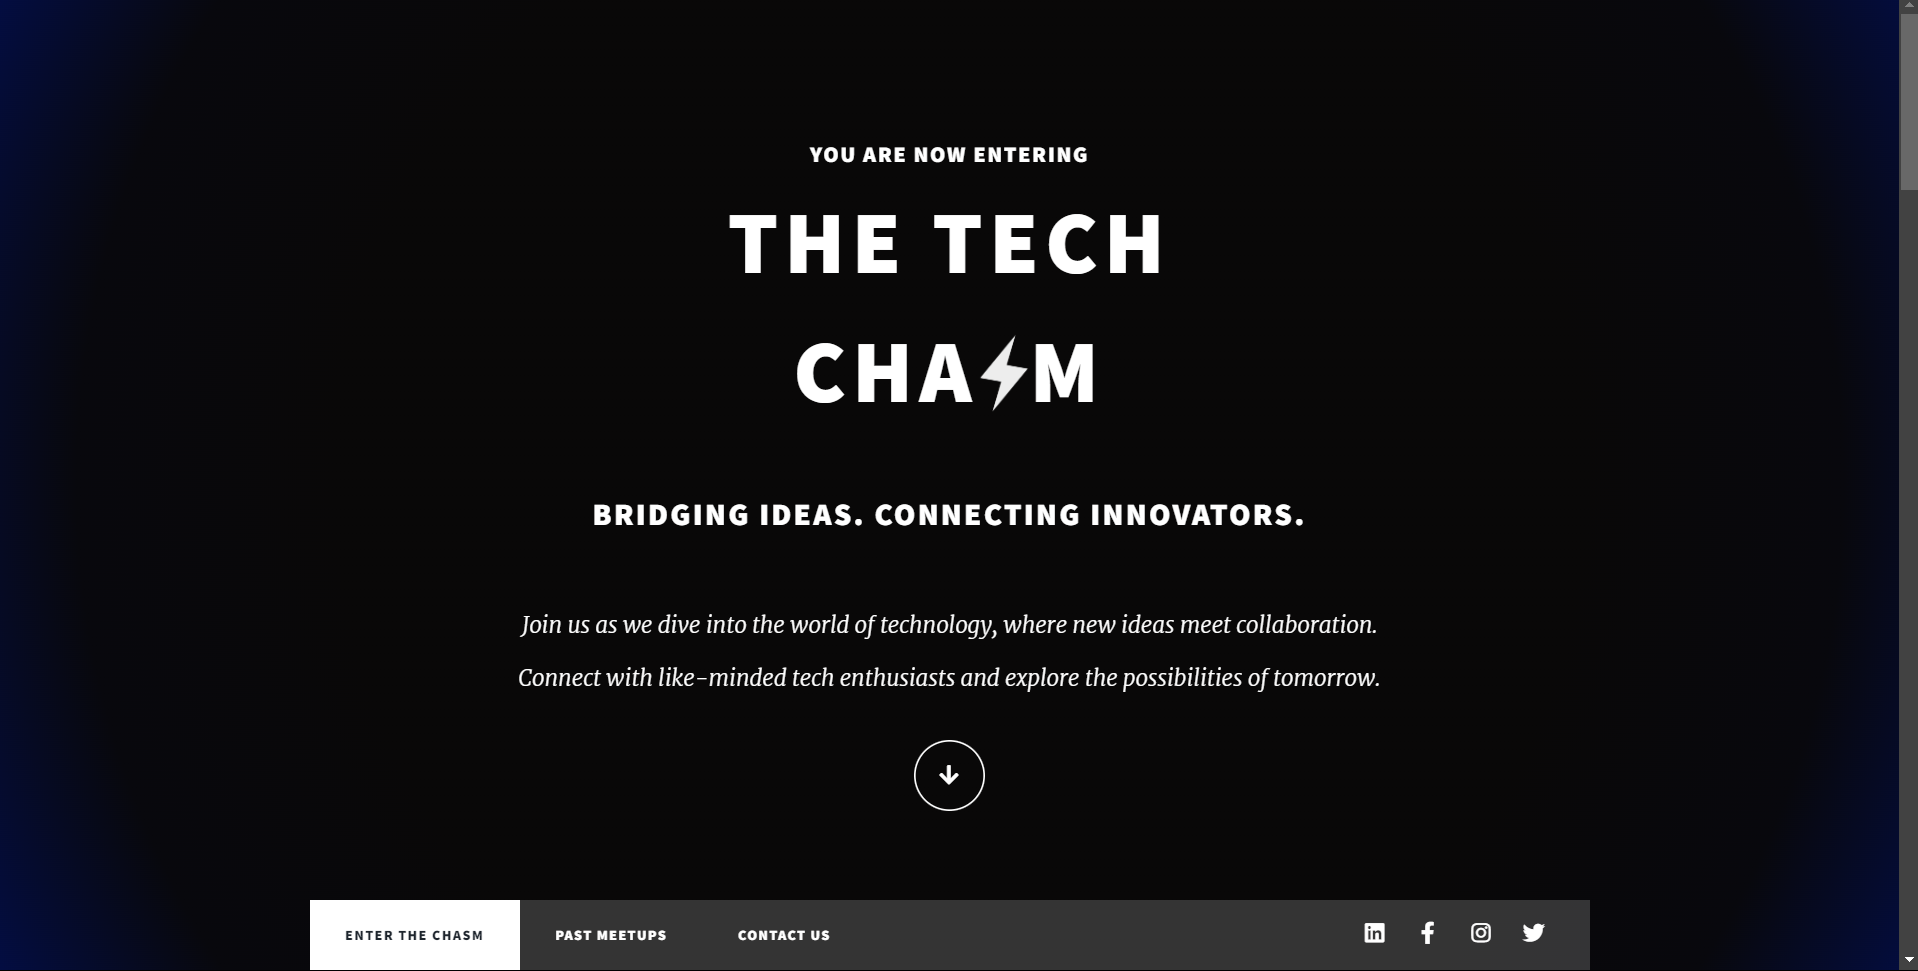 YOU ARE NOW ENTERING
THE TECH
CHA⚡M
BRIDGING IDEAS. CONNECTING INNOVATORS.
Join us as we dive into the world of technology, where new ideas meet collaboration.
Connect with like-minded tech enthusiasts and explore the possibilities of tomorrow.
ENTER THE CHASM PAST MEETUPS CONTACT US